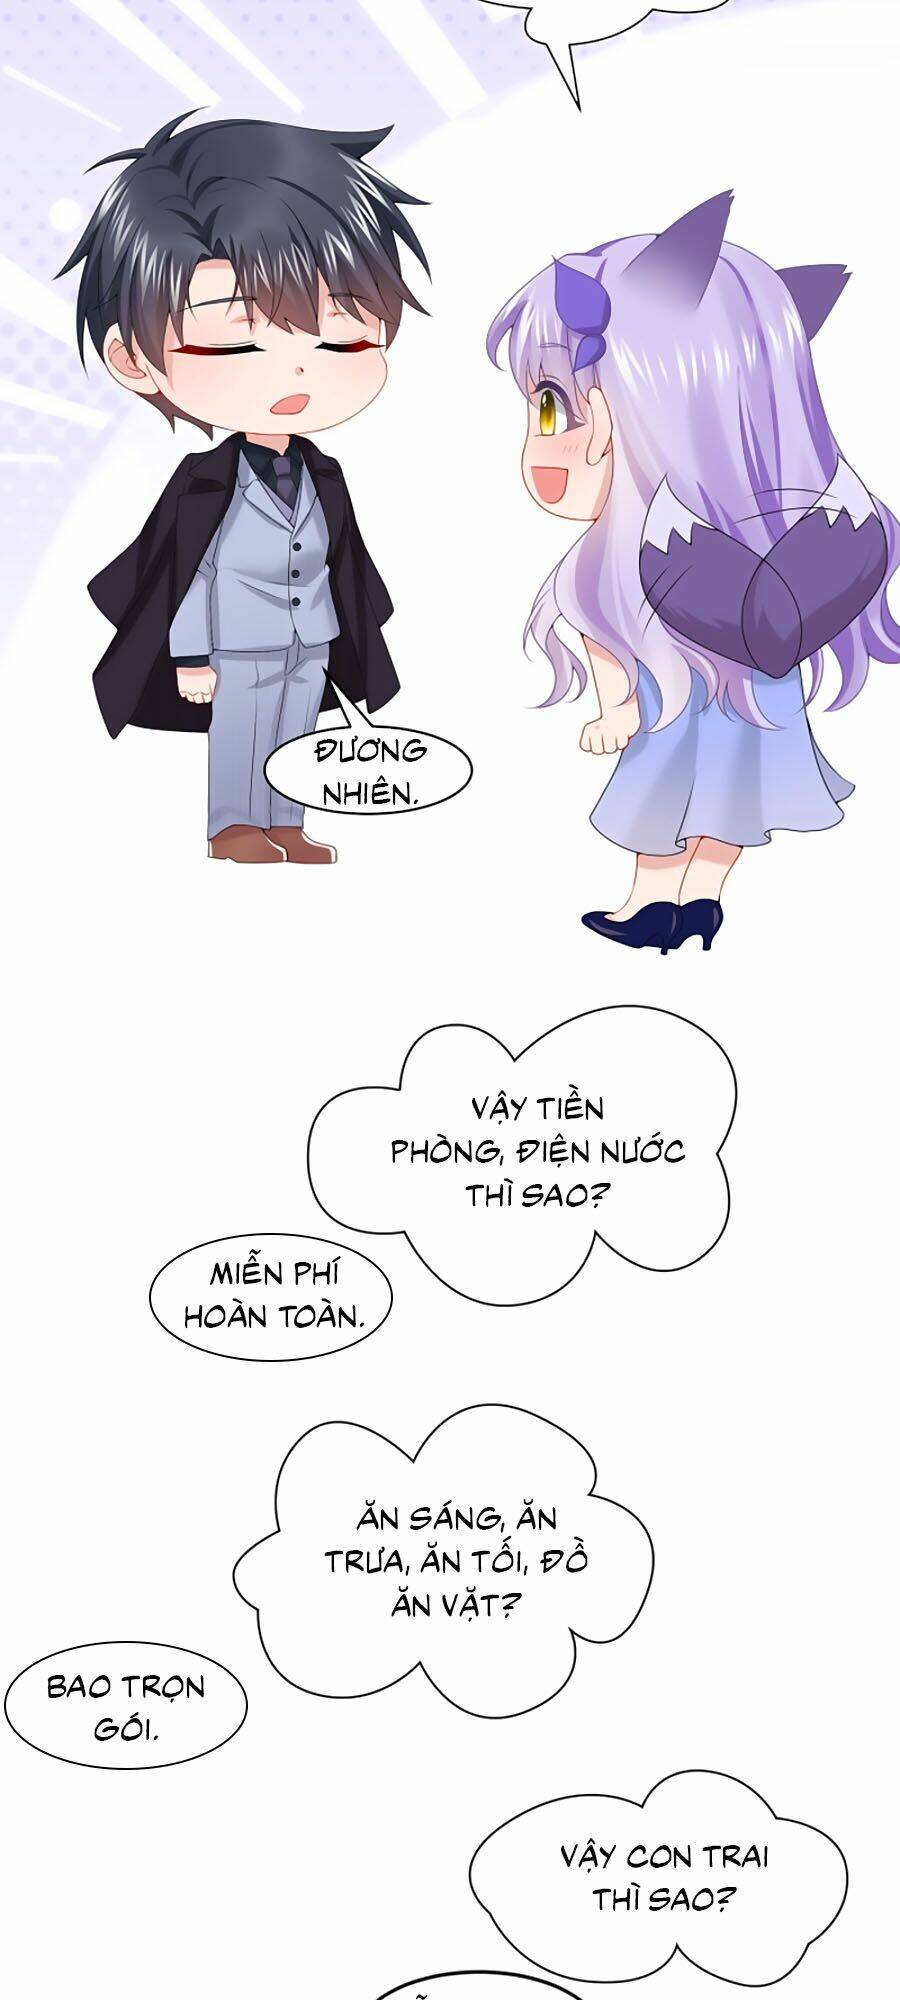 ĐƯƠNG
NHIÊN.
VẬY TIỀN
PHÒNG, ĐIỆN NƯỚC
THÌ SAO?
MIỄN PHÍ
HOÀN TOÀN.
ĂN SÁNG, ĂN
TRƯA, ĂN TỐI, ĐỒ
ĂN VẶT?
BAO TRỌN
GÓI.
VẬY CON TRAI
THÌ SAO?